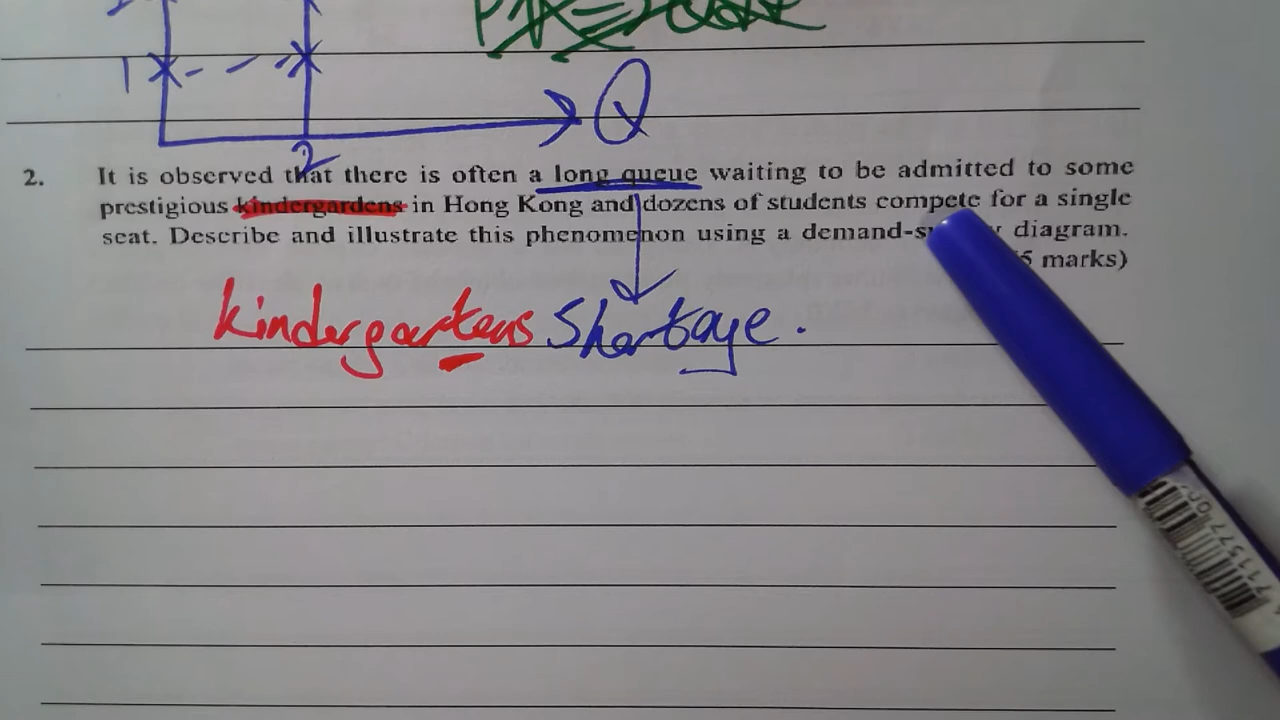 1
Q
2
2. It is observed that there is often a long queue waiting to be admitted to some
prestigious kindergardens in Hong Kong and dozens of students compete for a single
seat. Describe and illustrate this phenomenon using a diagram.
marks)
kindergartens Shortage.